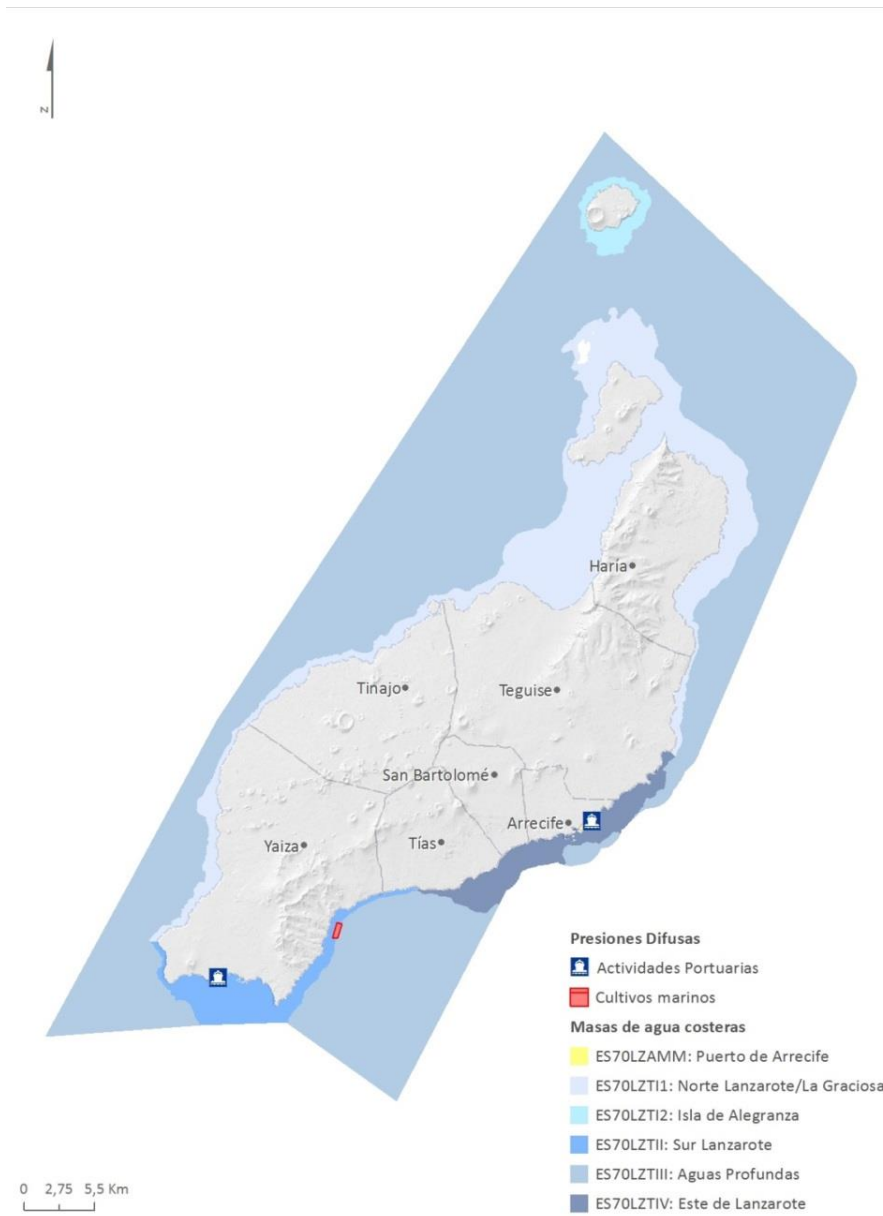 N
Haría
Tinajo
Teguise
San Bartolomé
Arrecife
Yaiza
Tías
Presiones Difusas
Actividades Portuarias
Cultivos marinos
Masas de agua costeras
ES70LZAMM: Puerto de Arrecife
ES70LZTI1: Norte Lanzarote/La Graciosa
ES70LZTI2: Isla de Alegranza
ES70LZTII: Sur Lanzarote
ES70LZTIII: Aguas Profundas
ES70LZTIV: Este de Lanzarote
0 2,75 5,5 Km